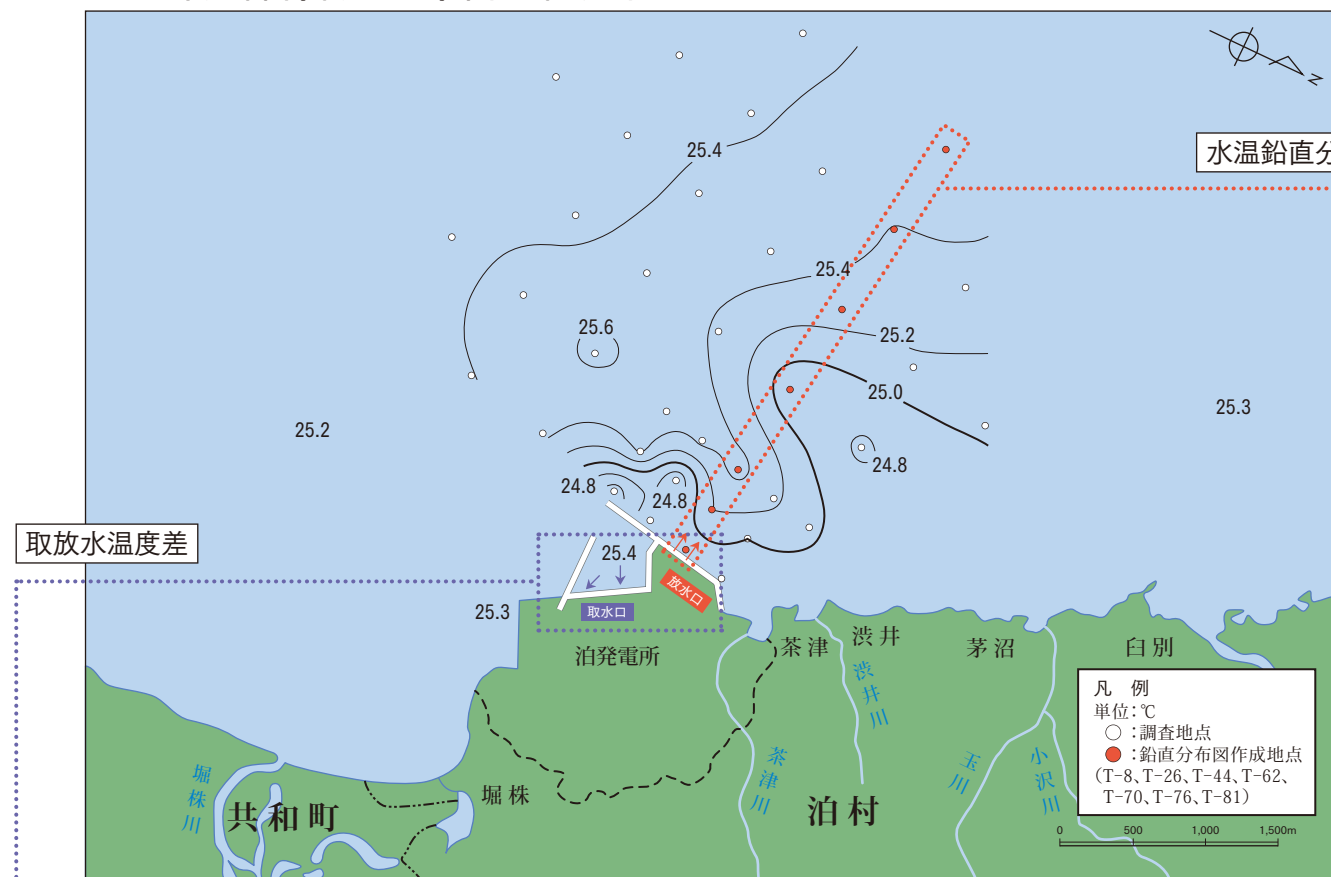 N
25.4
水温鉛直分
25.4
25.6
25.2
25.0
25.3
25.2
24.8
24.8
24.8
取放水温度差
25.4
放水口
取水口
25.3
泊発電所
茶津
渋井
茅沼
臼別
渋井川
茶津川
玉川
小沢川
堀株川
堀株
共和町
泊村
凡 例
単位:℃
:調査地点
:鉛直分布図作成地点
(T-8、T-26、T-44、T-62、
T-70、T-76、T-81)
0 500 1,000 1,500m